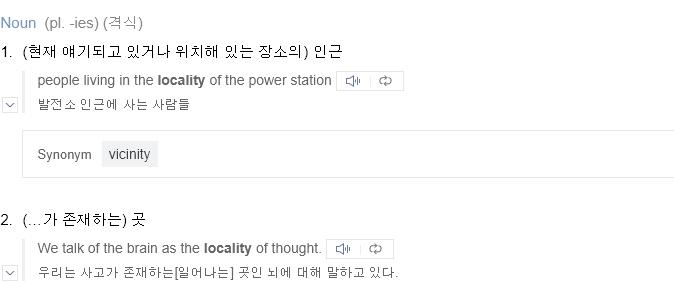 Noun (pl. -ies) (격식)
1. (현재 얘기되고 있거나 위치해 있는 장소의) 인근
people living in the locality of the power station
발전소 인근에 사는 사람들
Synonym vicinity
2. (…가 존재하는) 곳
We talk of the brain as the locality of thought.
우리는 사고가 존재하는[일어나는] 곳인 뇌에 대해 말하고 있다.